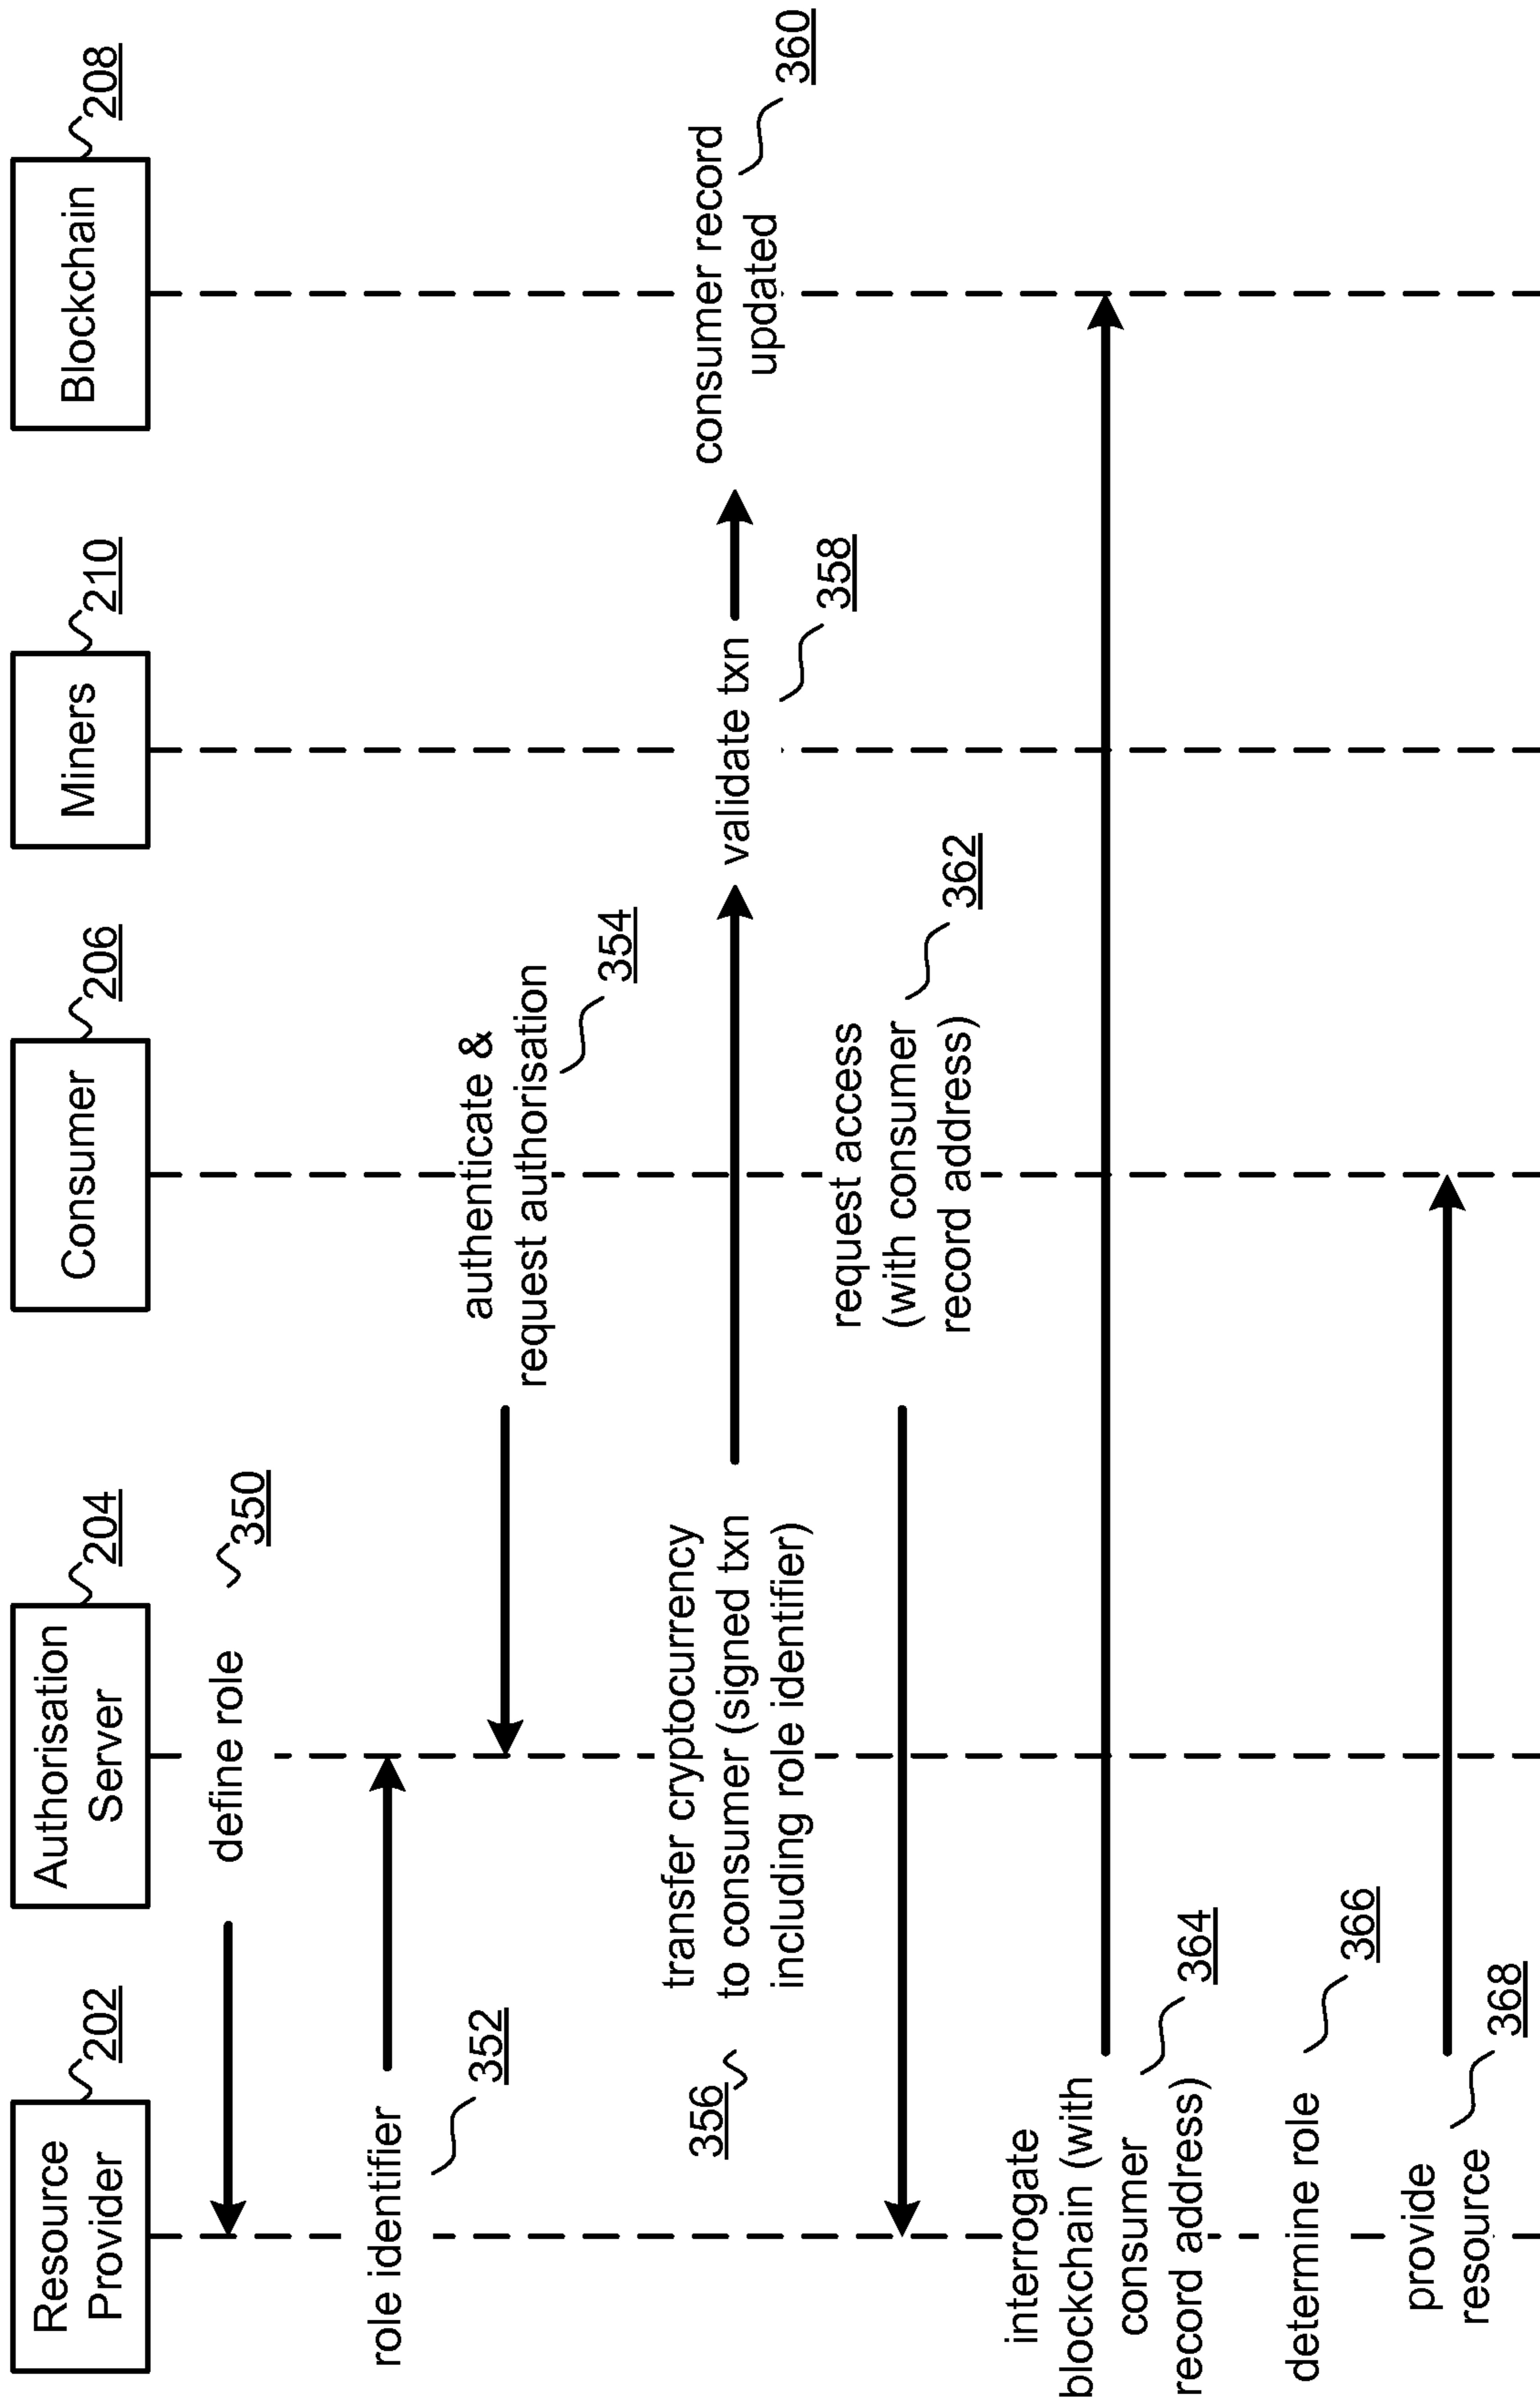 Resource
Provider
202
Authorisation
Server
204
Consumer
206
Miners
210
Blockchain
208
define role
350
role identifier
352
authenticate &
request authorisation
354
356
transfer cryptocurrency
to consumer (signed txn
including role identifier)
validate txn
358
consumer record
updated
360
request access
(with consumer
record address)
362
interrogate
blockchain (with
consumer
record address)
364
determine role
366
provide
resource
368